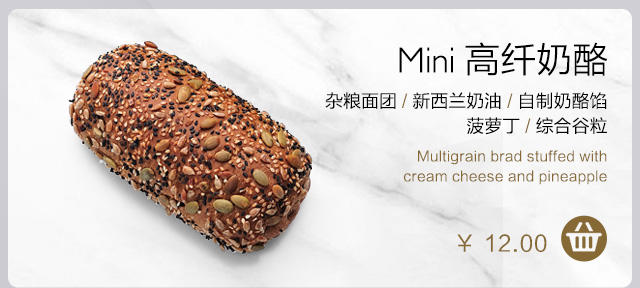 Mini 高纤奶酪
杂粮面团 / 新西兰奶油 / 自制奶酪馅
菠萝丁 / 综合谷粒
Multigrain brad stuffed with
cream cheese and pineapple
¥ 12.00